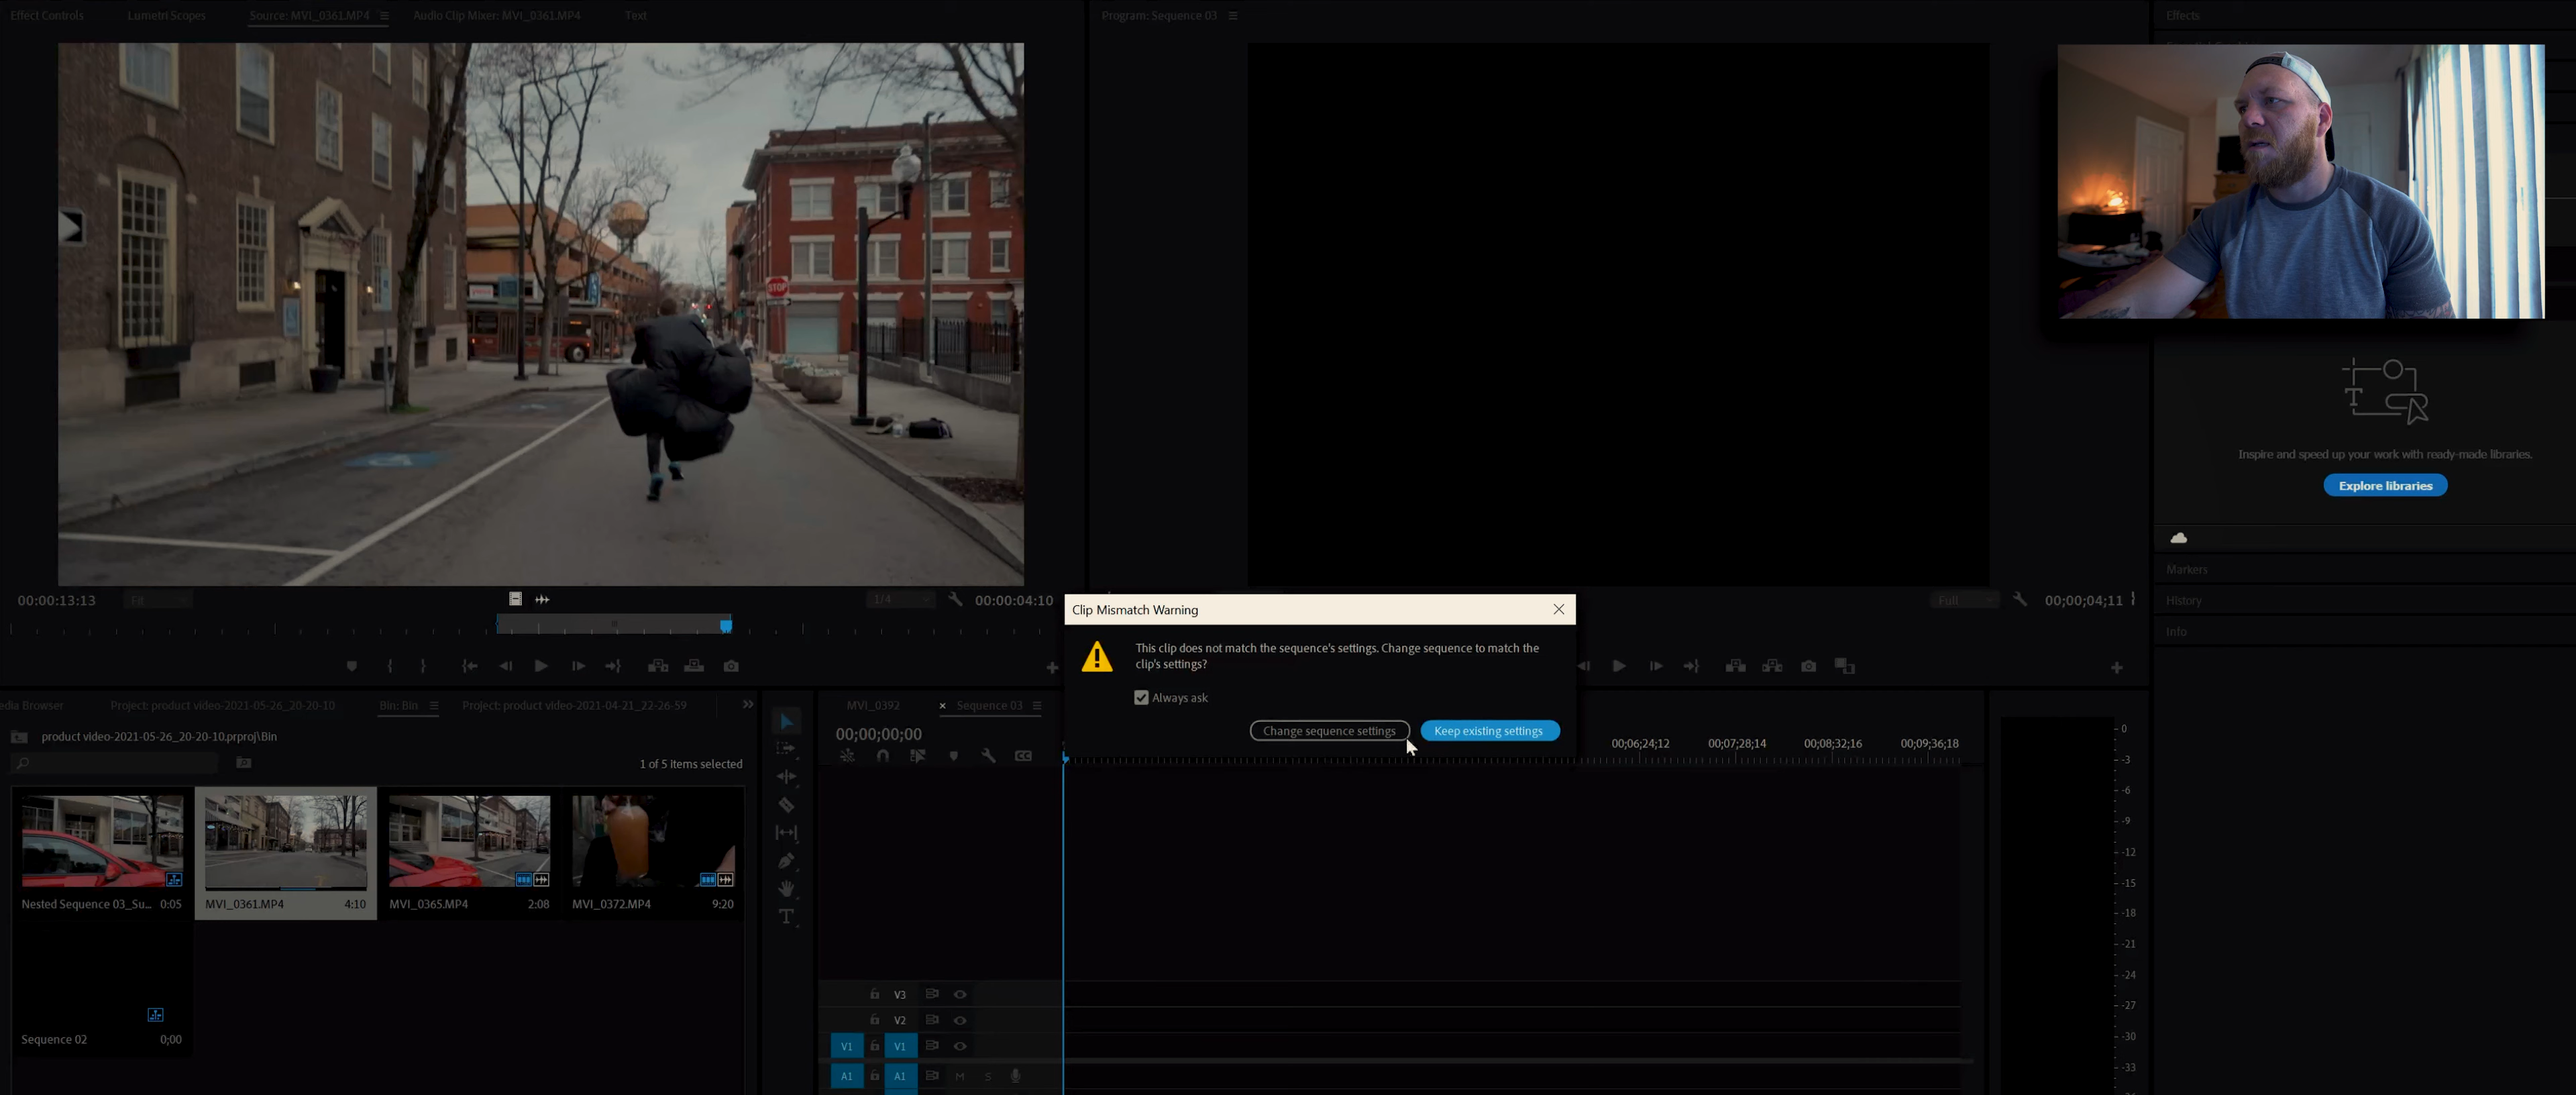 Effect Controls
Lumetri Scopes
Source: MVI_0361.MP4
Audio Clip Mixer: MVI_0361.MP4
Text
Program: Sequence 03
Effects
STOP
Inspire and speed up your work with ready-made libraries.
Explore libraries
Markers
History
Info
00:00:13:13
Fit
1/4
00:00:04:10
Full
00;00;04;11
Clip Mismatch Warning
This clip does not match the sequence's settings. Change sequence to match the
clip's settings?
Always ask
Change sequence settings
Keep existing settings
edia Browser
Project: product video-2021-05-26_20-20-10
Bin: Bin
Project: product video-2021-04-21_22-26-59
product video-2021-05-26_20-20-10.prproj\Bin
1 of 5 items selected
Nested Sequence 03_Su... 0:05
MVI_0361.MP4 4:10
MVI_0365.MP4 2:08
MVI_0372.MP4 9:20
Sequence 02 0;00
MVI_0392
Sequence 03
00;00;00;00
00;06;24;12
00;07;28;14
00;08;32;16
00;09;36;18
V3
V2
V1 V1
A1 A1 M S
0
-3
-6
-9
-12
-15
-18
-21
-24
-27
-30
-33